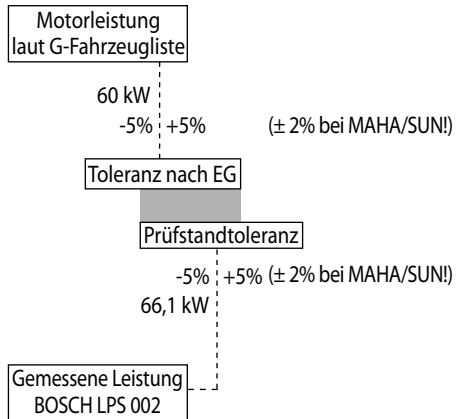 Motorleistung
laut G-Fahrzeugliste
60 kW
-5% +5% (± 2% bei MAHA/SUN!)
Toleranz nach EG
Prüfstandtoleranz
-5% +5% (± 2% bei MAHA/SUN!)
66,1 kW
Gemessene Leistung
BOSCH LPS 002